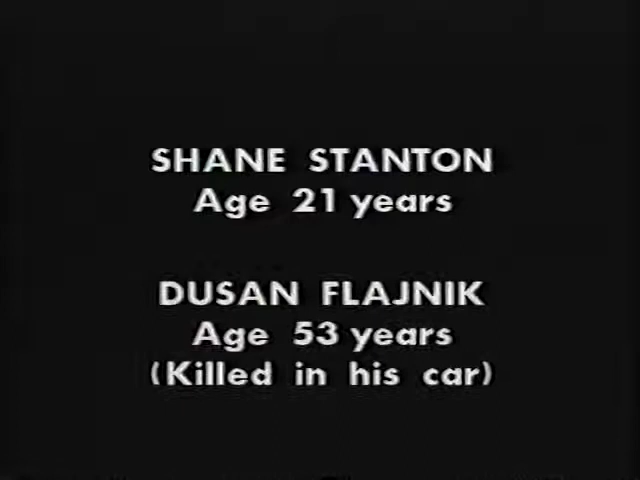 SHANE STANTON
Age 21 years
DUSAN FLAJNIK
Age 53 years
(Killed in his car)